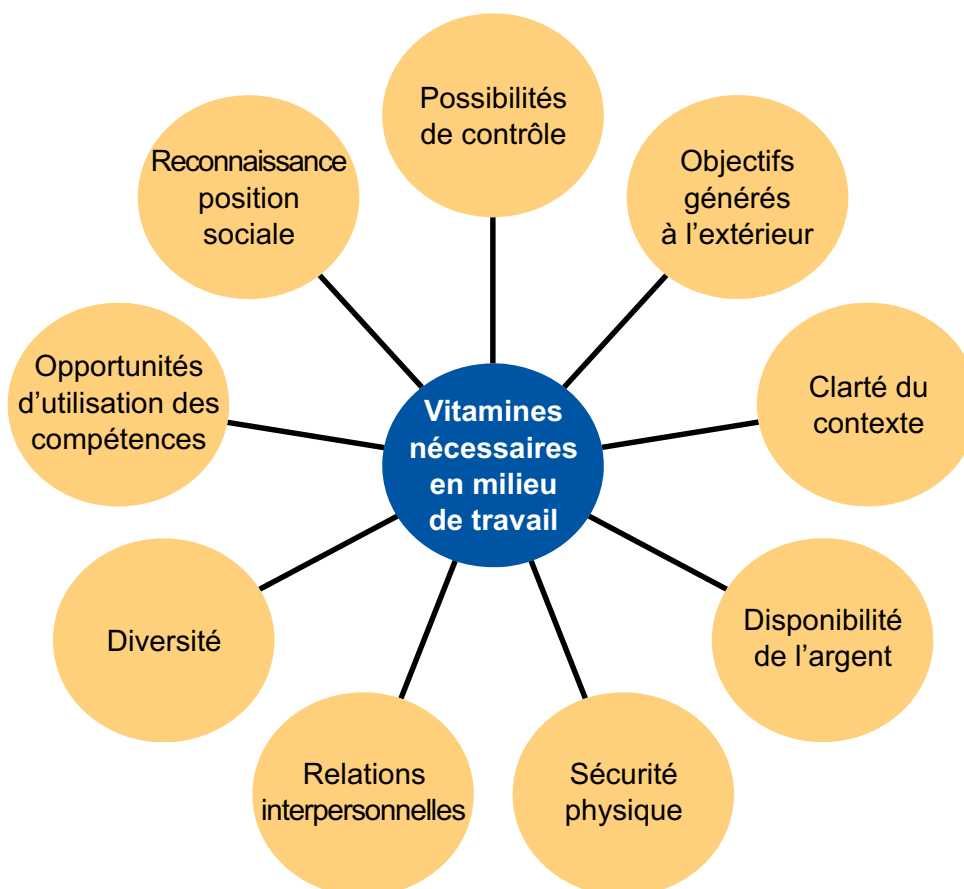 Possibilités
de contrôle
Objectifs
générés
à l’extérieur
Clarté du
contexte
Disponibilité
de l’argent
Sécurité
physique
Relations
interpersonnelles
Diversité
Opportunités
d’utilisation des
compétences
Reconnaissance
position
sociale
Vitamines
nécessaires
en milieu
de travail